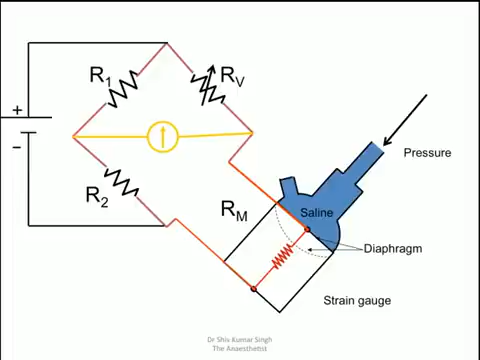 R1
RV
+
–
Pressure
R2
RM
Saline
Diaphragm
Strain gauge
Dr Shiv Kumar Singh
The Anaesthetist